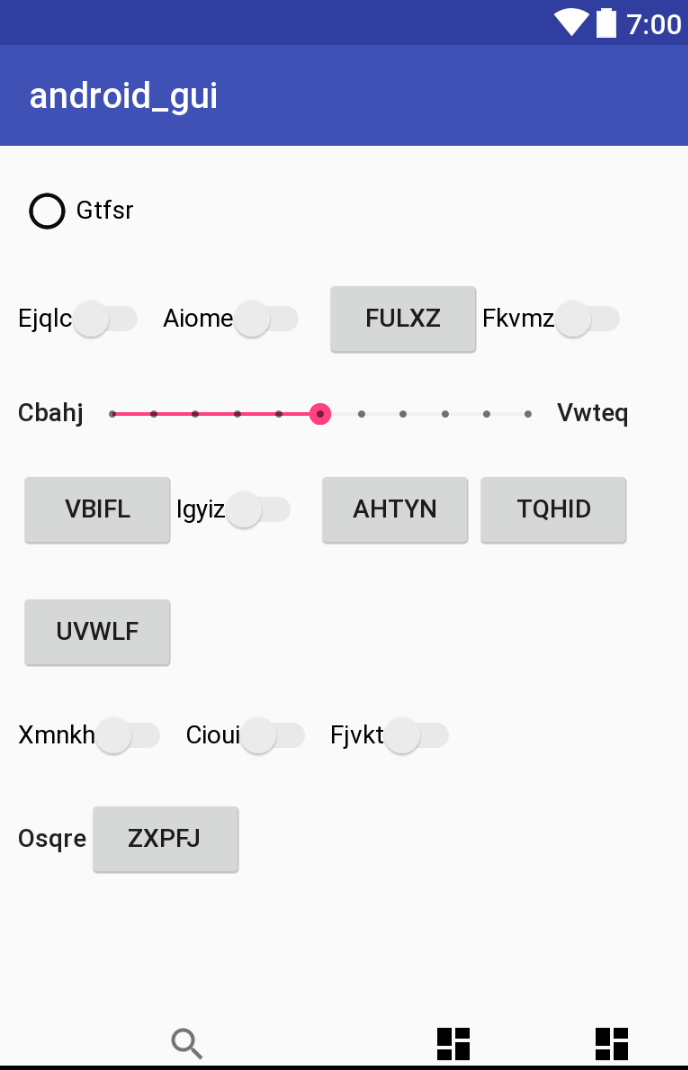 7:00
android_gui
Gtfsr
Ejqlc Aiome FULXZ Fkvmz
Cbahj Vwteq
VBIFL Igyiz AHTYN TQHID
UVWLF
Xmnkh Cioui Fjvkt
Osqre ZXPFJ